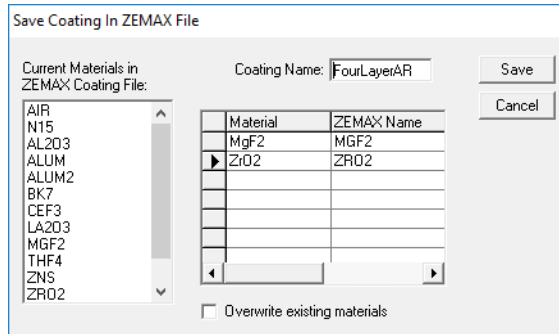 Save Coating In ZEMAX File
Current Materials in
ZEMAX Coating File:
AIR
N15
AL2O3
ALUM
ALUM2
BK7
CEF3
LA2O3
MGF2
THF4
ZNS
ZRO2
Coating Name: FourLayerAR
Material ZEMAX Name
MgF2 MGF2
ZrO2 ZRO2
Overwrite existing materials
Save
Cancel